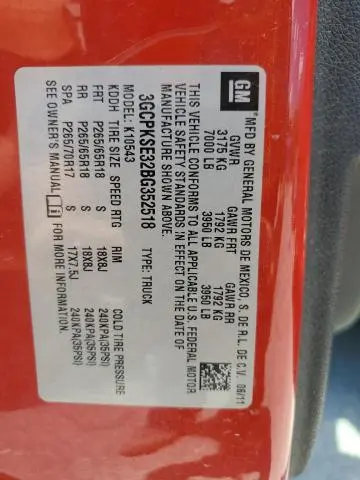 GM
MFD BY GENERAL MOTORS DE MEXICO, S. DE R.L. DE C.V. 06/11
GVWR GAWR FRT GAWR RR
3175 KG 1792 KG 1792 KG
7000 LB 3950 LB 3950 LB
THIS VEHICLE CONFORMS TO ALL APPLICABLE U.S. FEDERAL MOTOR
VEHICLE SAFETY STANDARDS IN EFFECT ON THE DATE OF
MANUFACTURE SHOWN ABOVE.
3GCPKSE32BG352518 TYPE: TRUCK
MODEL: K10543
KDDH TIRE SIZE SPEED RTG RIM COLD TIRE PRESSURE
FRT P265/65R18 S 18X8J 240KPA(35PSI)
RR P265/65R18 S 18X8J 240KPA(35PSI)
SPA P265/70R17 S 17X7.5J 240KPA(35PSI)
SEE OWNER'S MANUAL FOR MORE INFORMATION.